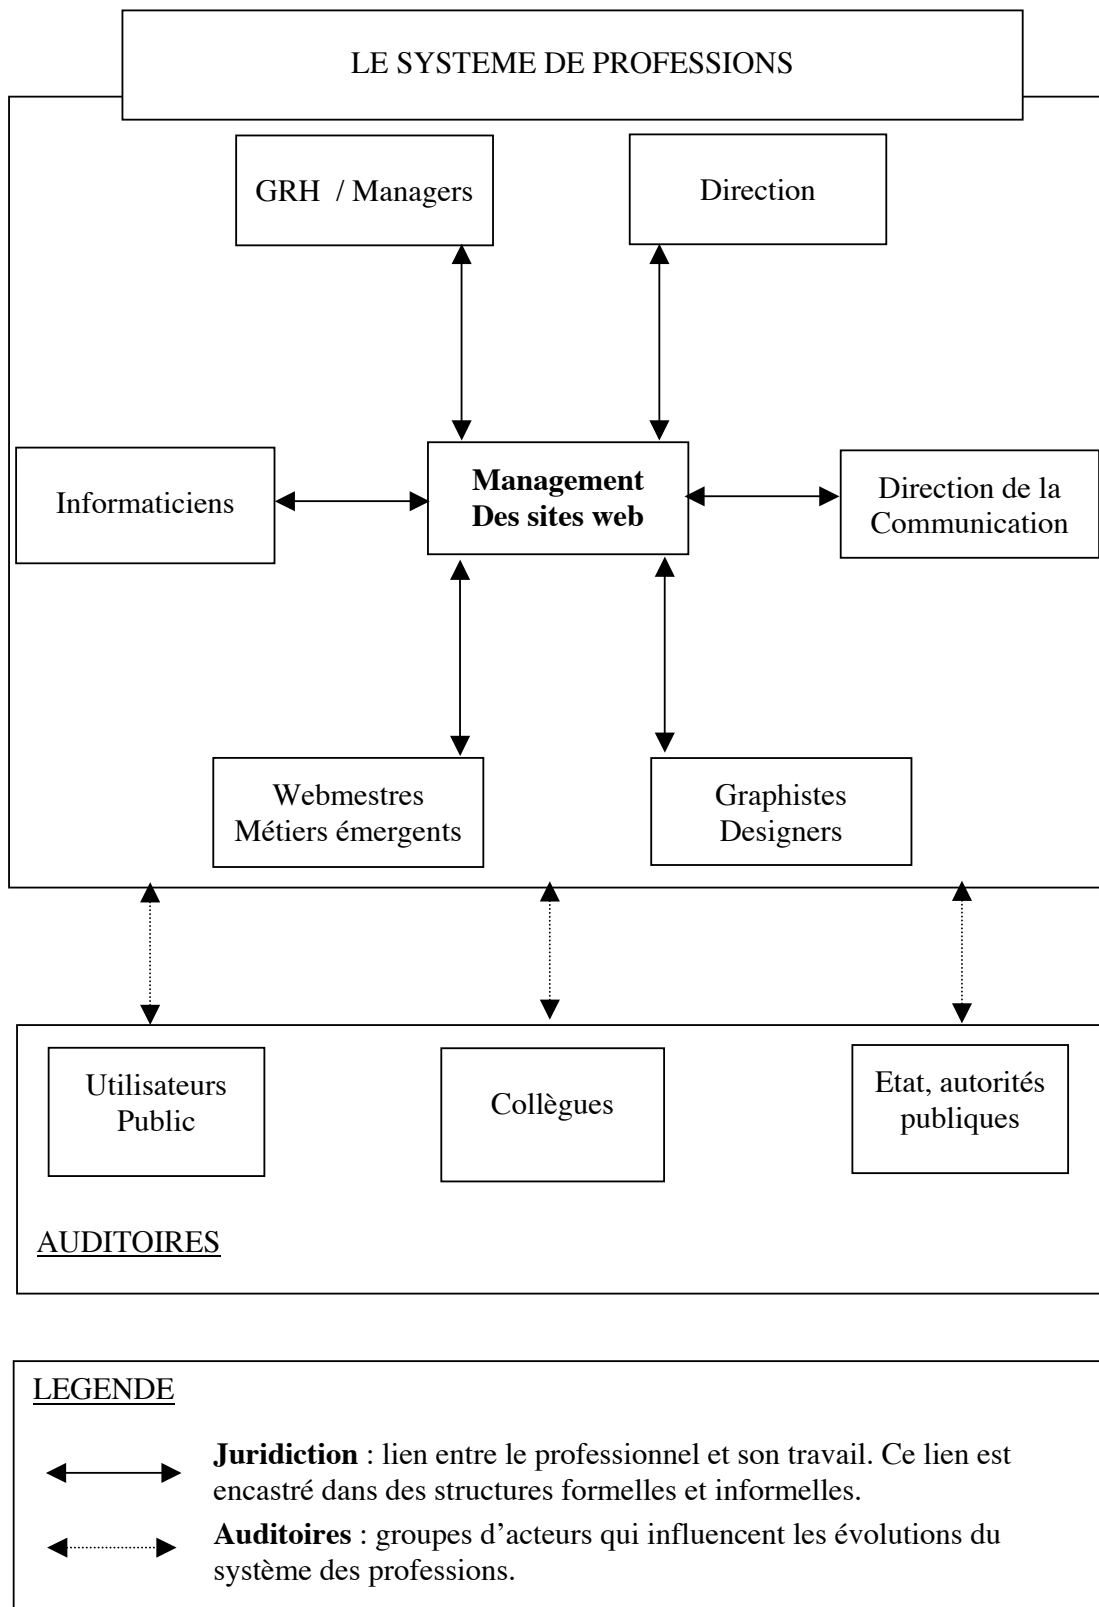 LE SYSTEME DE PROFESSIONS
GRH / Managers
Direction
Informaticiens
Management
Des sites web
Direction de la
Communication
Webmestres
Métiers émergents
Graphistes
Designers
Utilisateurs
Public
Collègues
Etat, autorités
publiques
AUDITOIRES
LEGENDE
Juridiction : lien entre le professionnel et son travail. Ce lien est
encastré dans des structures formelles et informelles.
Auditoires : groupes d’acteurs qui influencent les évolutions du
système des professions.